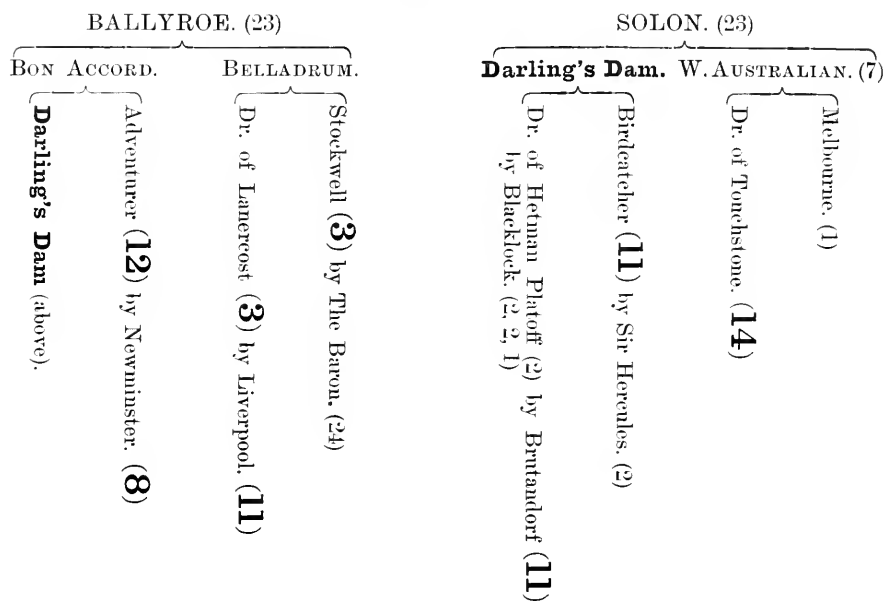 BALLYROE. (23)
BON ACCORD. BELLADRUM.
Darling's Dam (above).
Adventurer (12) by Newminster. (8)
Dr. of Lanercost (3) by Liverpool. (11)
Stockwell (3) by The Baron. (24)
SOLON. (23)
Darling's Dam. W. AUSTRALIAN. (7)
Dr. of Hetman Platoff (2) by Brutandorf (11)
by Blacklock. (2, 2, 1)
Birdcatcher (11) by Sir Hercules. (2)
Dr. of Touchstone. (14)
Melbourne. (1)